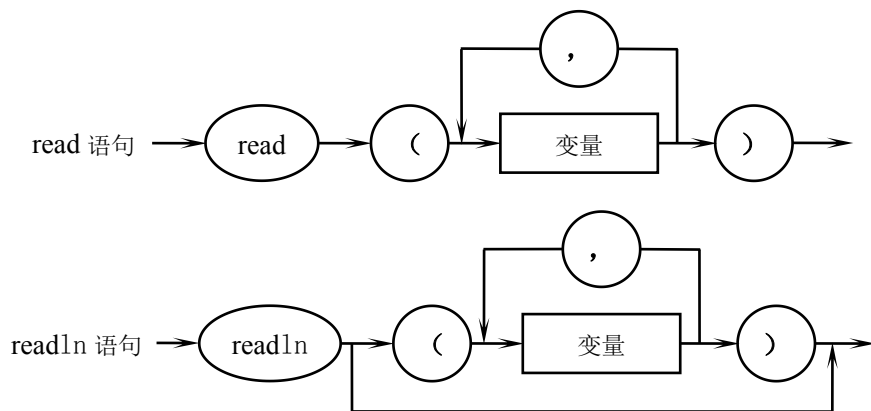 ，
read 语句 read （ 变量 ）
，
readln 语句 readln （ 变量 ）